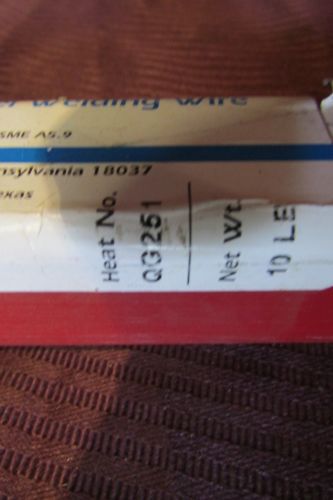 welding wire
SME A5.9
nsylvania 18037
exas
Heat No.
QG251
Net Wt.
10 LE